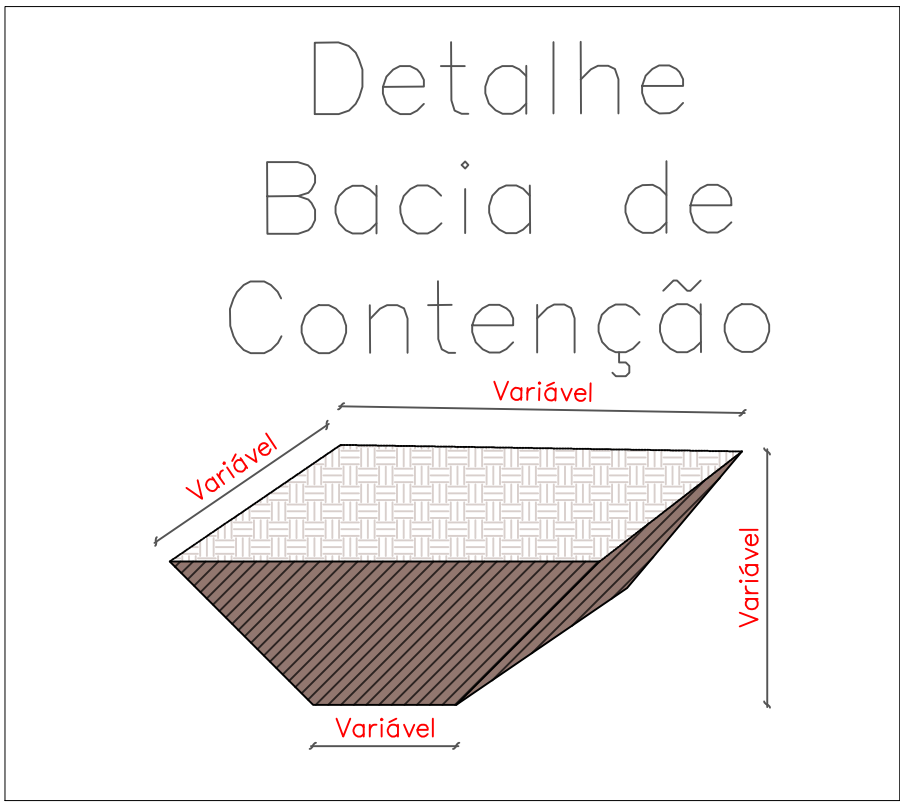 Detalhe
Bacia de
Contenção
Variável
Variável
Variável
Variável